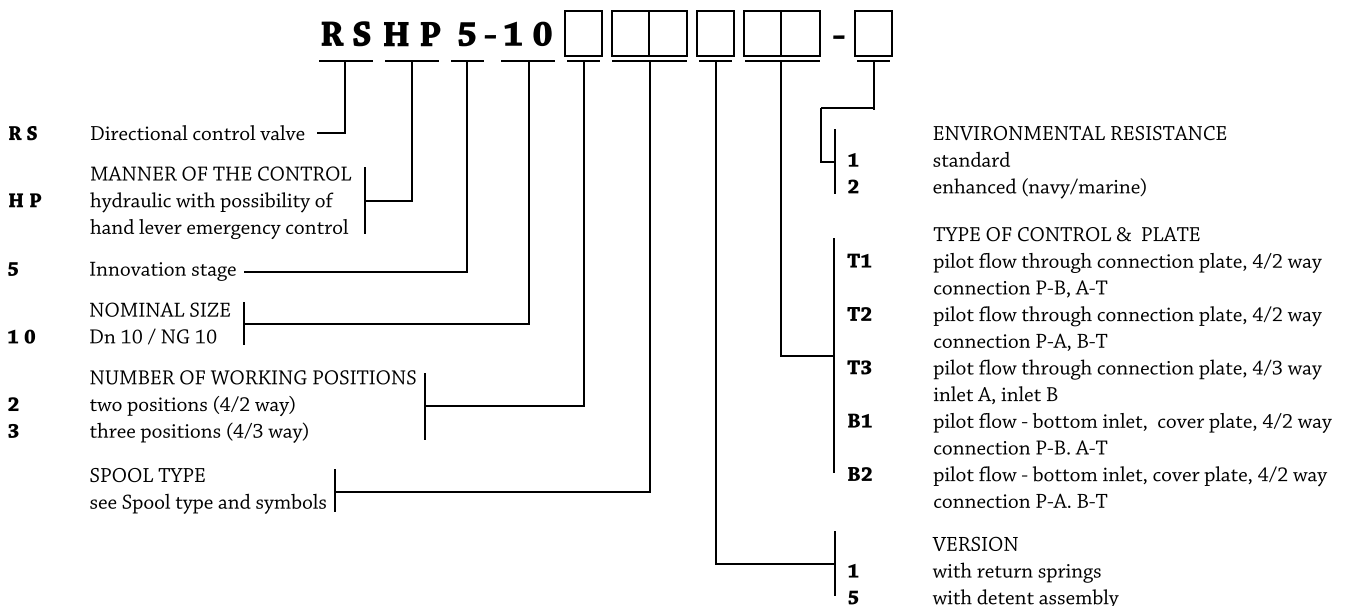 RSHP5-10 -
RS Directional control valve
MANNER OF THE CONTROL
HP hydraulic with possibility of
hand lever emergency control
5 Innovation stage
NOMINAL SIZE
10 Dn 10 / NG 10
NUMBER OF WORKING POSITIONS
2 two positions (4/2 way)
3 three positions (4/3 way)
SPOOL TYPE
see Spool type and symbols
ENVIRONMENTAL RESISTANCE
1 standard
2 enhanced (navy/marine)
TYPE OF CONTROL & PLATE
T1 pilot flow through connection plate, 4/2 way
connection P-B, A-T
T2 pilot flow through connection plate, 4/2 way
connection P-A, B-T
T3 pilot flow through connection plate, 4/3 way
inlet A, inlet B
B1 pilot flow - bottom inlet, cover plate, 4/2 way
connection P-B. A-T
B2 pilot flow - bottom inlet, cover plate, 4/2 way
connection P-A. B-T
VERSION
1 with return springs
5 with detent assembly